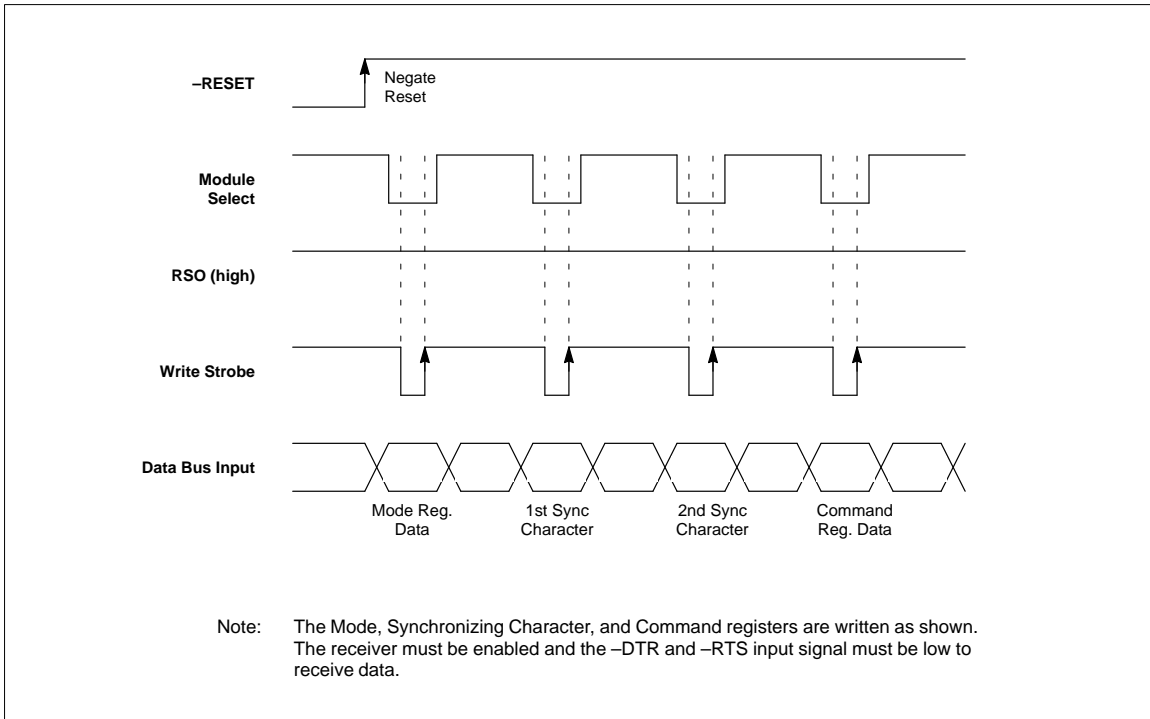 –RESET
Negate
Reset
Module
Select
RSO (high)
Write Strobe
Data Bus Input
Mode Reg.
Data
1st Sync
Character
2nd Sync
Character
Command
Reg. Data
Note: The Mode, Synchronizing Character, and Command registers are written as shown.
The receiver must be enabled and the –DTR and –RTS input signal must be low to
receive data.